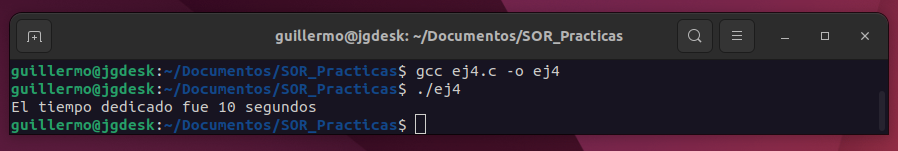 guillermo@jgdesk: ~/Documentos/SOR_Practicas
guillermo@jgdesk:~/Documentos/SOR_Practicas$ gcc ej4.c -o ej4
guillermo@jgdesk:~/Documentos/SOR_Practicas$ ./ej4
El tiempo dedicado fue 10 segundos
guillermo@jgdesk:~/Documentos/SOR_Practicas$